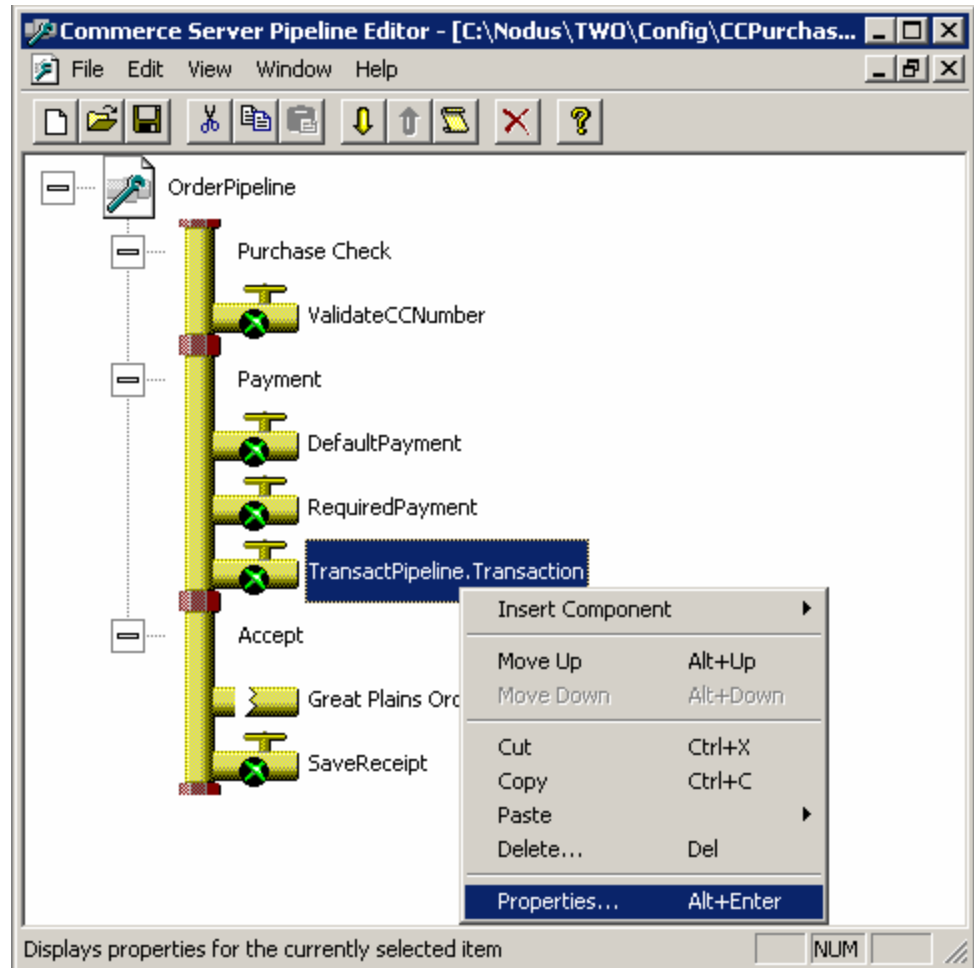 Commerce Server Pipeline Editor - [C:\Nodus\TWO\Config\CCPurchas...
File Edit View Window Help
OrderPipeline
Purchase Check
ValidateCCNumber
Payment
DefaultPayment
RequiredPayment
TransactPipeline.Transaction
Insert Component
Accept
Move Up Alt+Up
Move Down Alt+Down
Great Plains Ord
Cut Ctrl+X
SaveReceipt
Copy Ctrl+C
Paste
Delete... Del
Properties... Alt+Enter
Displays properties for the currently selected item NUM